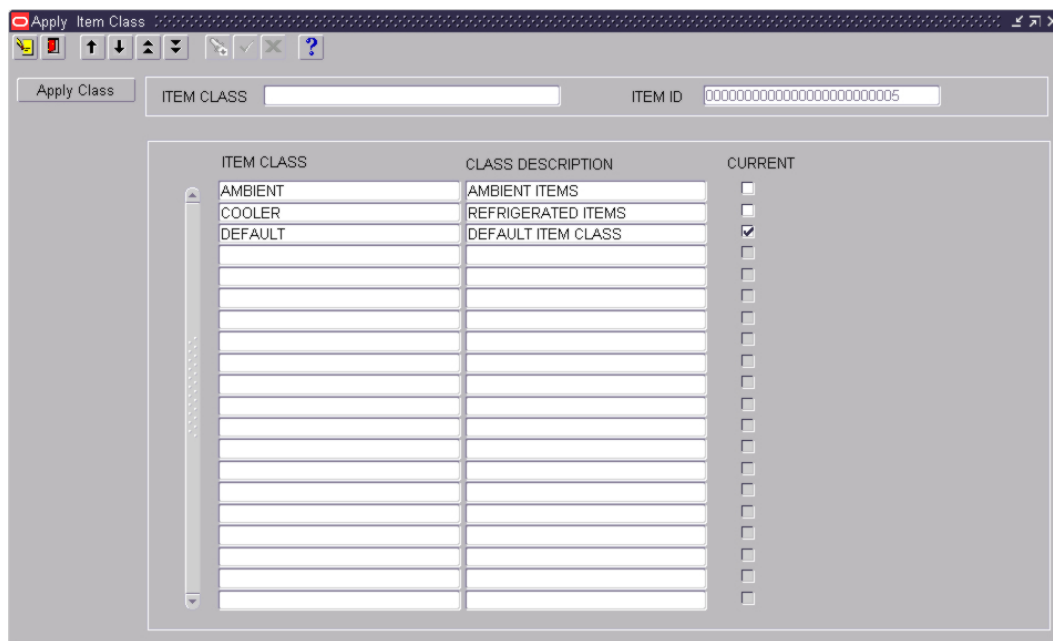 Apply Item Class
?
Apply Class
ITEM CLASS
ITEM ID 0000000000000000000000005
ITEM CLASS CLASS DESCRIPTION CURRENT
AMBIENT AMBIENT ITEMS
COOLER REFRIGERATED ITEMS
DEFAULT DEFAULT ITEM CLASS